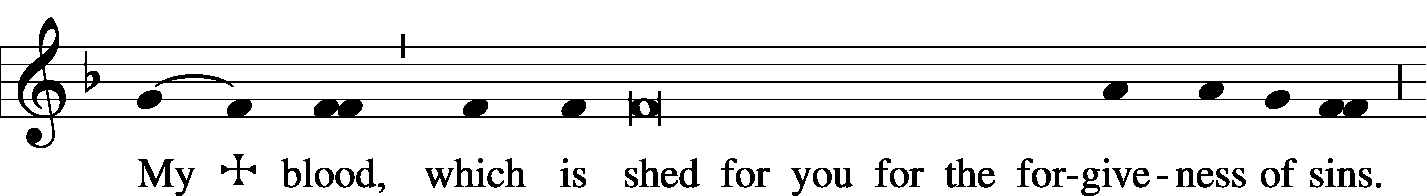 My ☩ blood, which is shed for you for the for-give-ness of sins.